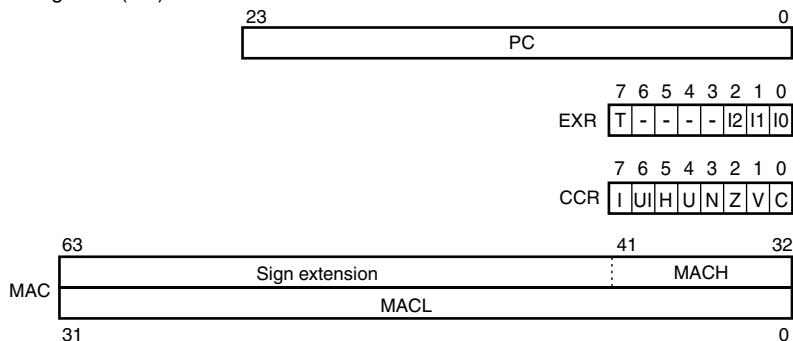 23 0
PC
7 6 5 4 3 2 1 0
EXR T - - - - I2 I1 I0
7 6 5 4 3 2 1 0
CCR I UI H U N Z V C
63 41 32
MAC
Sign extension MACH
MACL
31 0